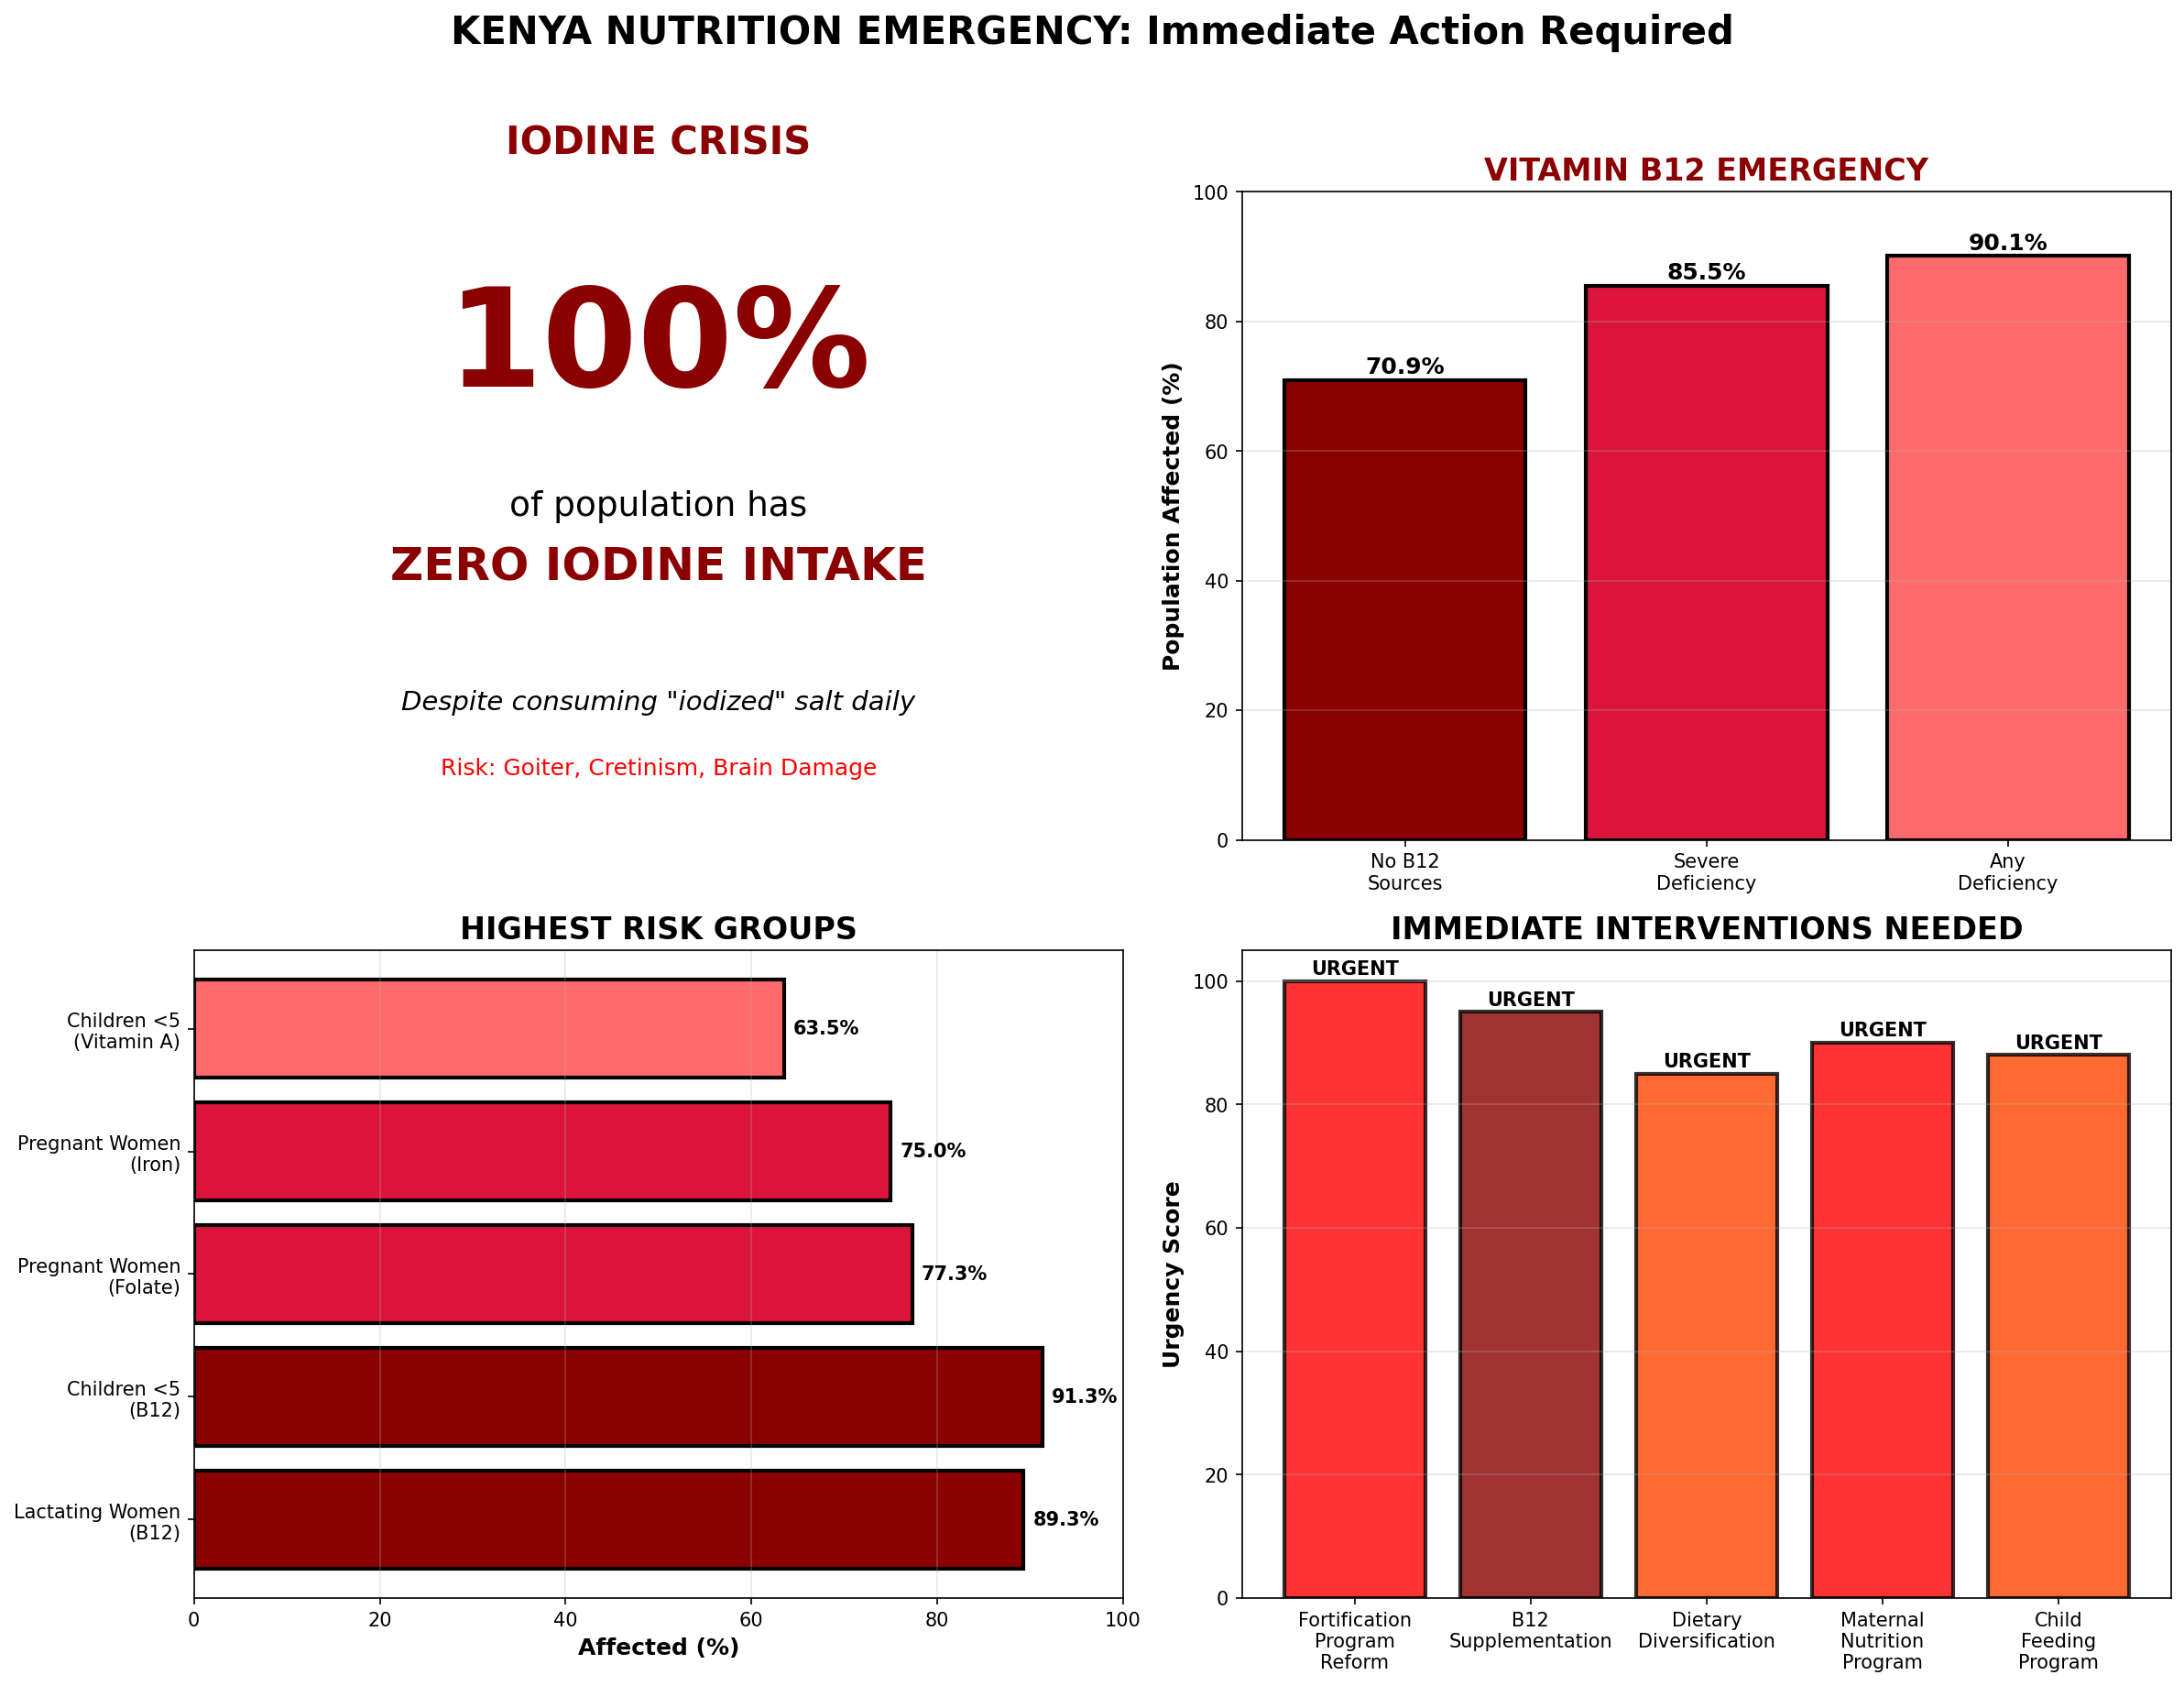 KENYA NUTRITION EMERGENCY: Immediate Action Required
IODINE CRISIS
100%
of population has
ZERO IODINE INTAKE
Despite consuming "iodized" salt daily
Risk: Goiter, Cretinism, Brain Damage
VITAMIN B12 EMERGENCY
Population Affected (%)
100
80
60
40
20
0
70.9%
85.5%
90.1%
No B12
Sources
Severe
Deficiency
Any
Deficiency
HIGHEST RISK GROUPS
Children <5
(Vitamin A)
63.5%
Pregnant Women
(Iron)
75.0%
Pregnant Women
(Folate)
77.3%
Children <5
(B12)
91.3%
Lactating Women
(B12)
89.3%
0
20
40
60
80
100
Affected (%)
IMMEDIATE INTERVENTIONS NEEDED
Urgency Score
100
80
60
40
20
0
URGENT
URGENT
URGENT
URGENT
URGENT
Fortification
Program
Reform
B12
Supplementation
Dietary
Diversification
Maternal
Nutrition
Program
Child
Feeding
Program